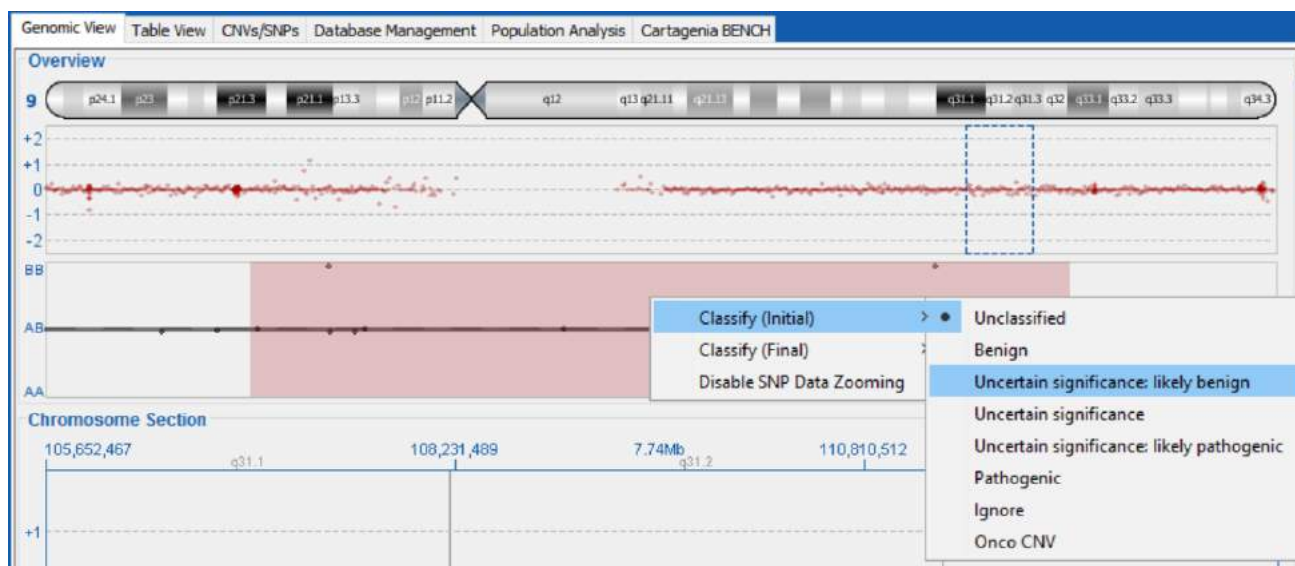 Genomic View Table View CNVs/SNPs Database Management Population Analysis Cartagenia BENCH
Overview
9 p24.1 p23 p21.3 p21.1 p13.3 p12 p11.2 q12 q13 q21.11 q21.13 q31.1 q31.2 q31.3 q32 q33.1 q33.2 q33.3 q34.3
+2
+1
0
-1
-2
BB
AB
AA
Classify (Initial) > Unclassified
Classify (Final) > Benign
Disable SNP Data Zooming Uncertain significance: likely benign
Uncertain significance
Uncertain significance: likely pathogenic
Pathogenic
Ignore
Onco CNV
Chromosome Section
105,652,467 108,231,489 7.74Mb 110,810,512
q31.1 q31.2
+1